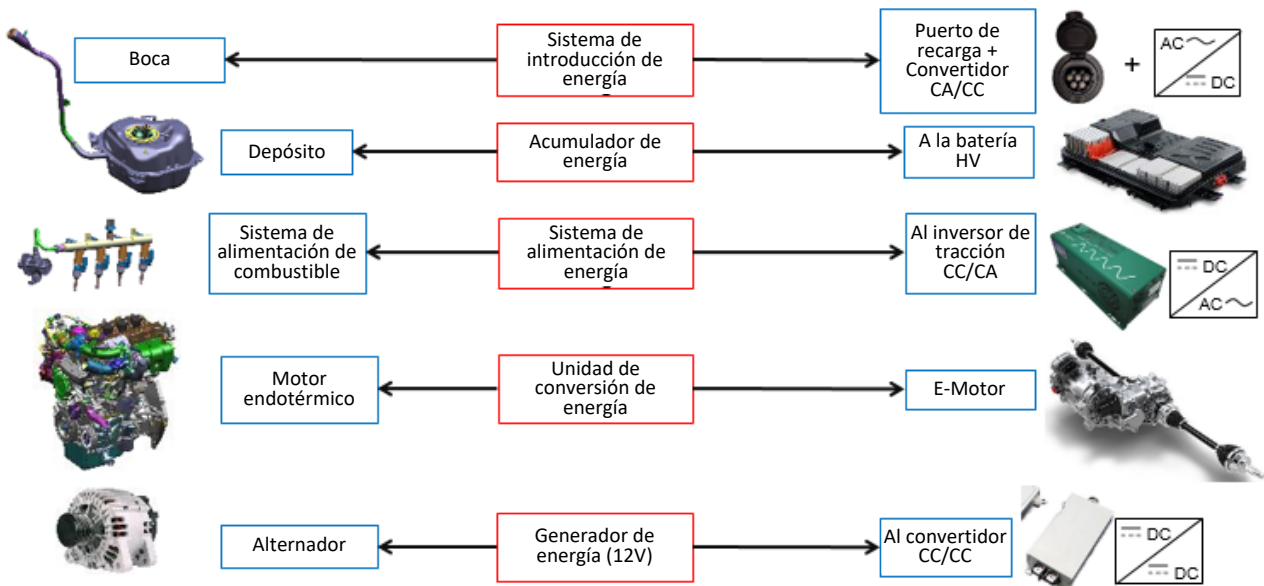 Boca
Sistema de
introducción de
energía
Puerto de
recarga +
Convertidor
CA/CC
+
AC
DC
Depósito
Acumulador de
energía
A la batería
HV
Sistema de
alimentación de
combustible
Sistema de
alimentación de
energía
Al inversor de
tracción
CC/CA
DC
AC
Motor
endotérmico
Unidad de
conversión de
energía
E-Motor
Alternador
Generador de
energía (12V)
Al convertidor
CC/CC
DC
DC